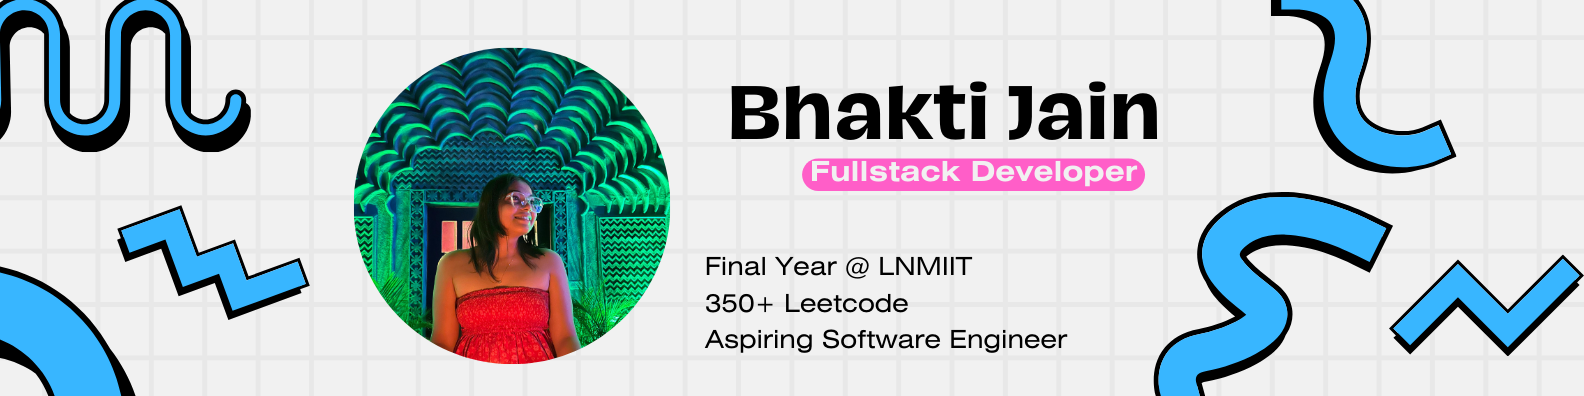 Bhakti Jain
Fullstack Developer
Final Year @ LNMIIT
350+ Leetcode
Aspiring Software Engineer